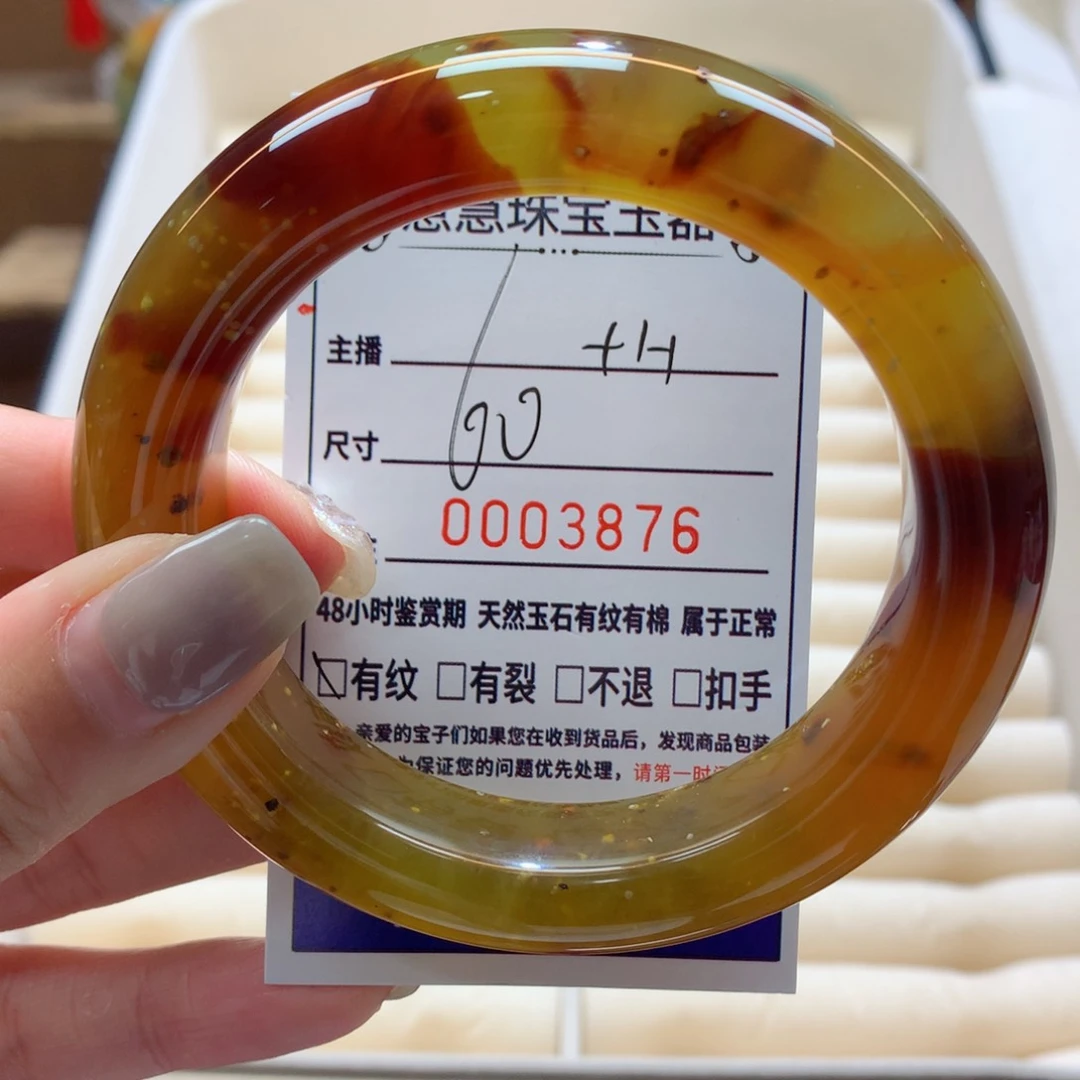 急珠宝玉器
主播
尺寸 60
0003876
48小时鉴赏期 天然玉石有纹有棉 属于正常
□有纹 □有裂 □不退 □扣手
亲爱的宝子们如果您在收到货品后，发现商品包装
保证您的问题优先处理，请第一时